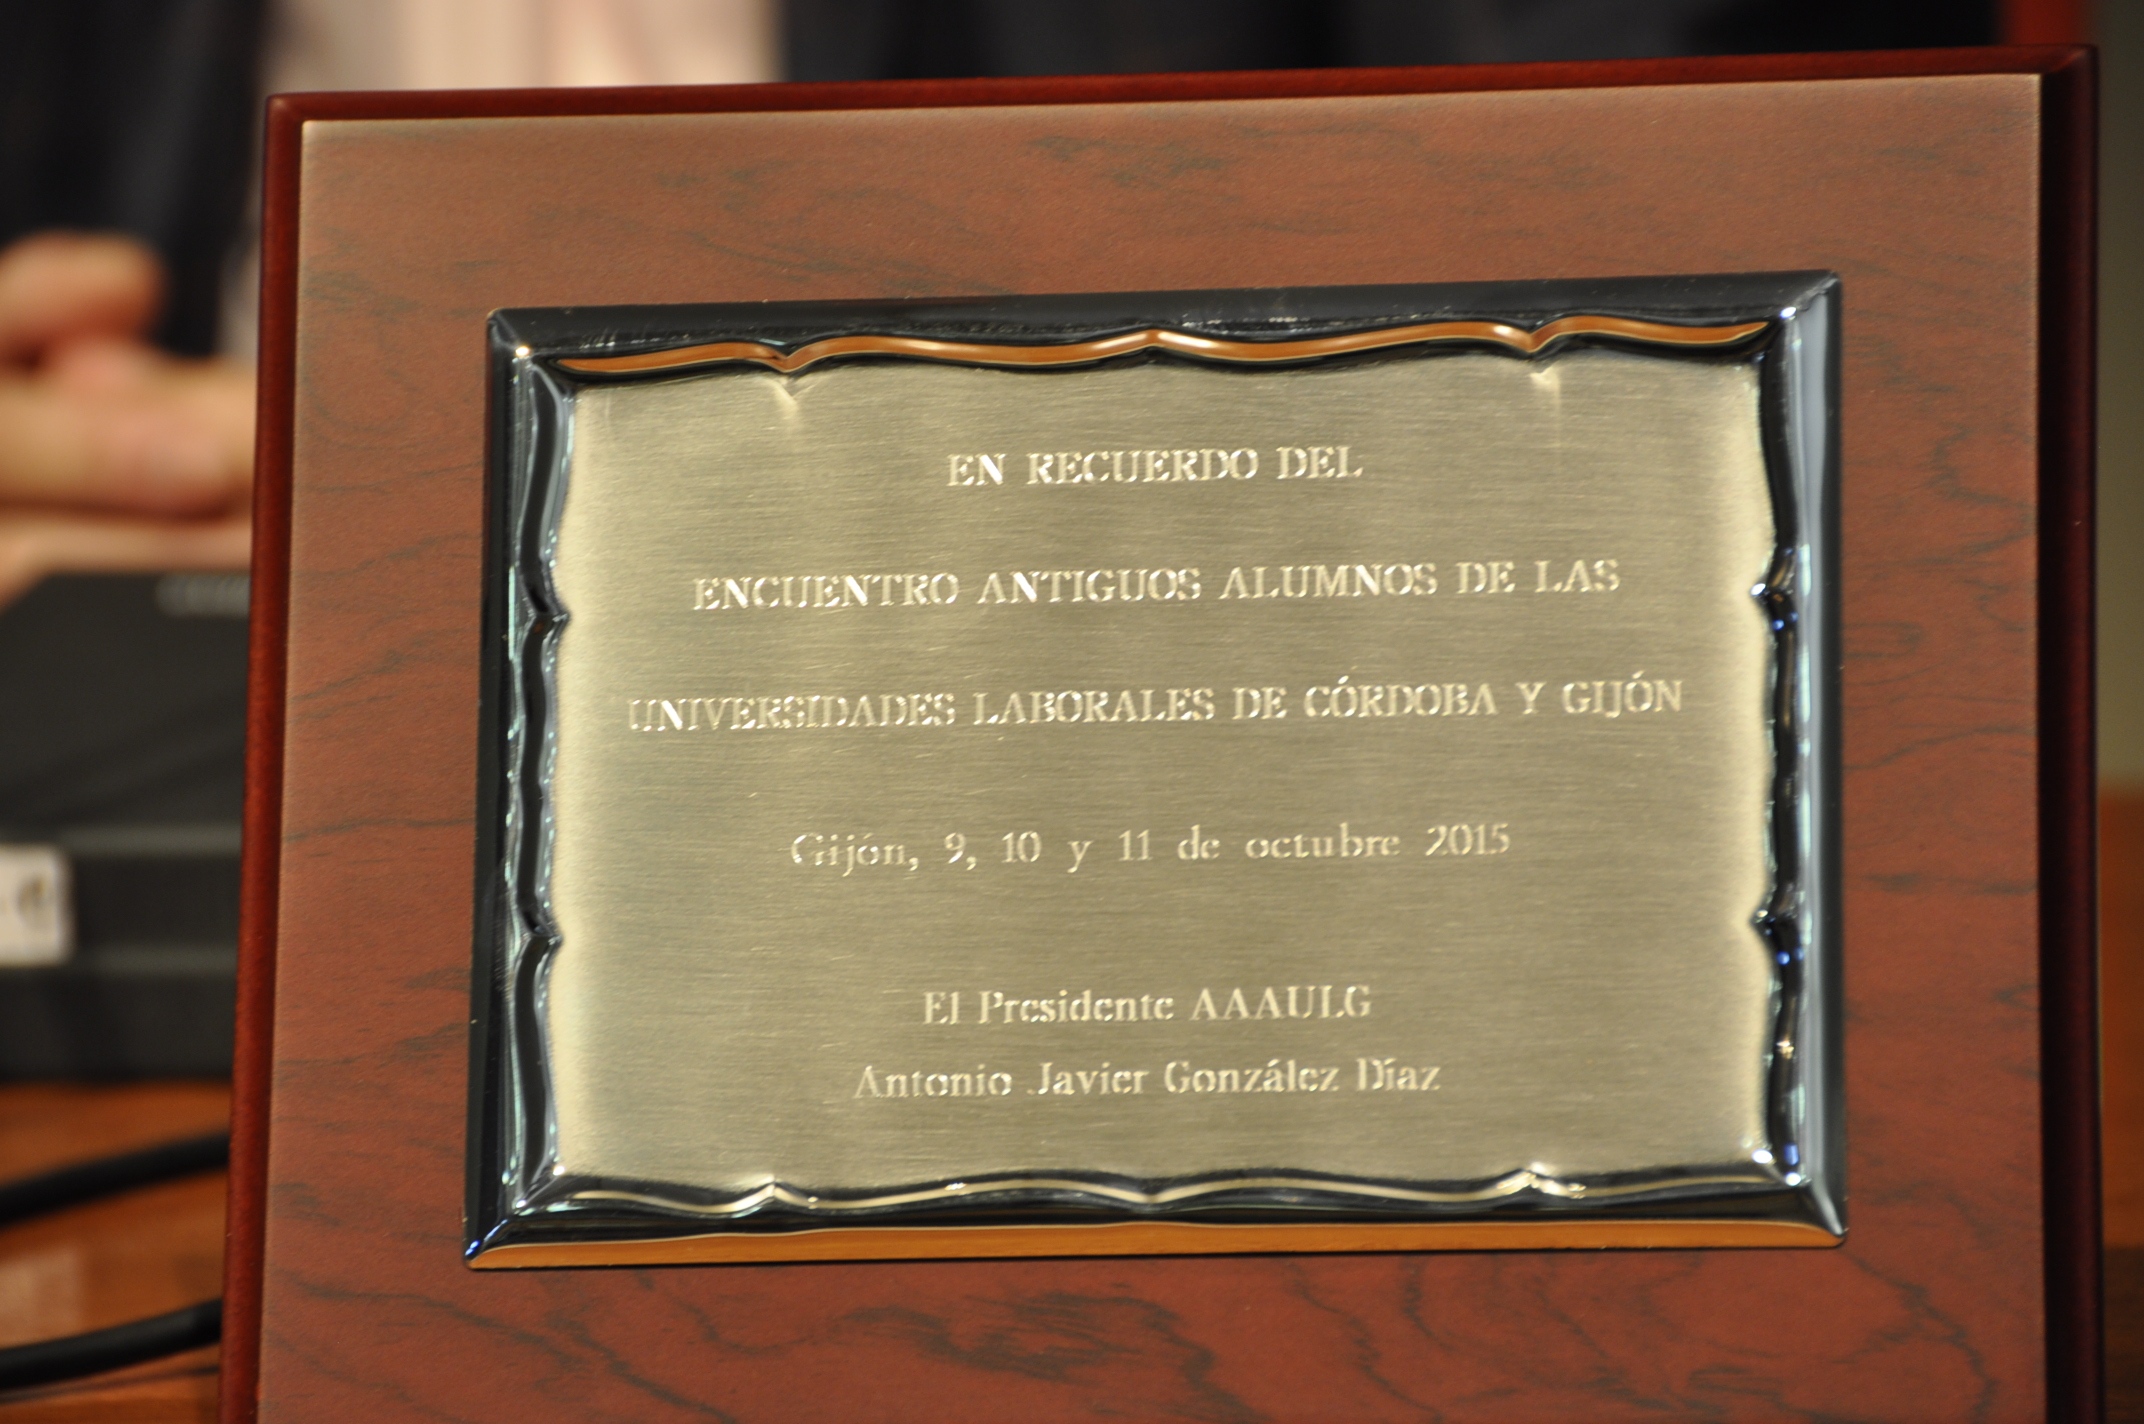 EN RECUERDO DEL
ENCUENTRO ANTIGUOS ALUMNOS DE LAS
UNIVERSIDADES LABORALES DE CÓRDOBA Y GIJÓN
Gijón, 9, 10 y 11 de octubre 2015
El Presidente AAAULG
Antonio Javier González Díaz